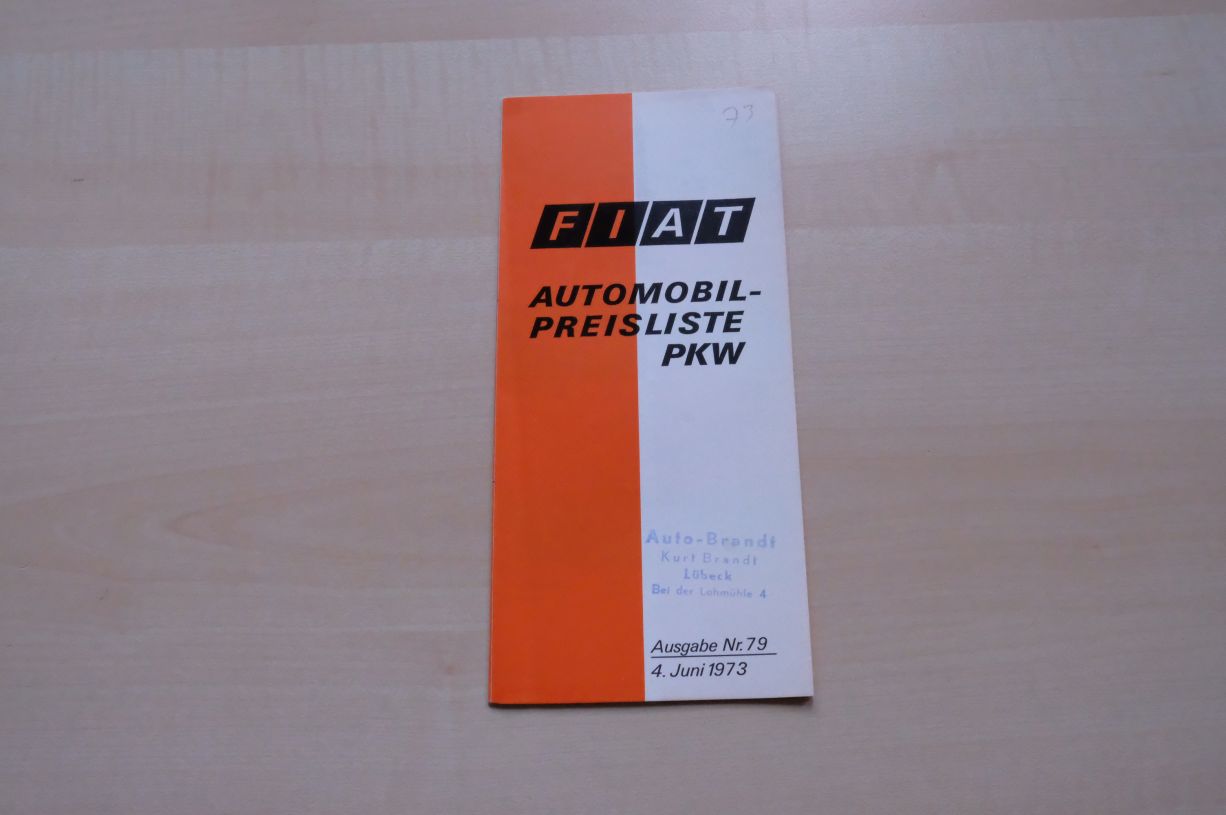 73
FIAT
AUTOMOBIL-
PREISLISTE
PKW
Auto-Brandt
Kurt Brandt
Lübeck
Bei der Lohmühle 4
Ausgabe Nr. 79
4. Juni 1973